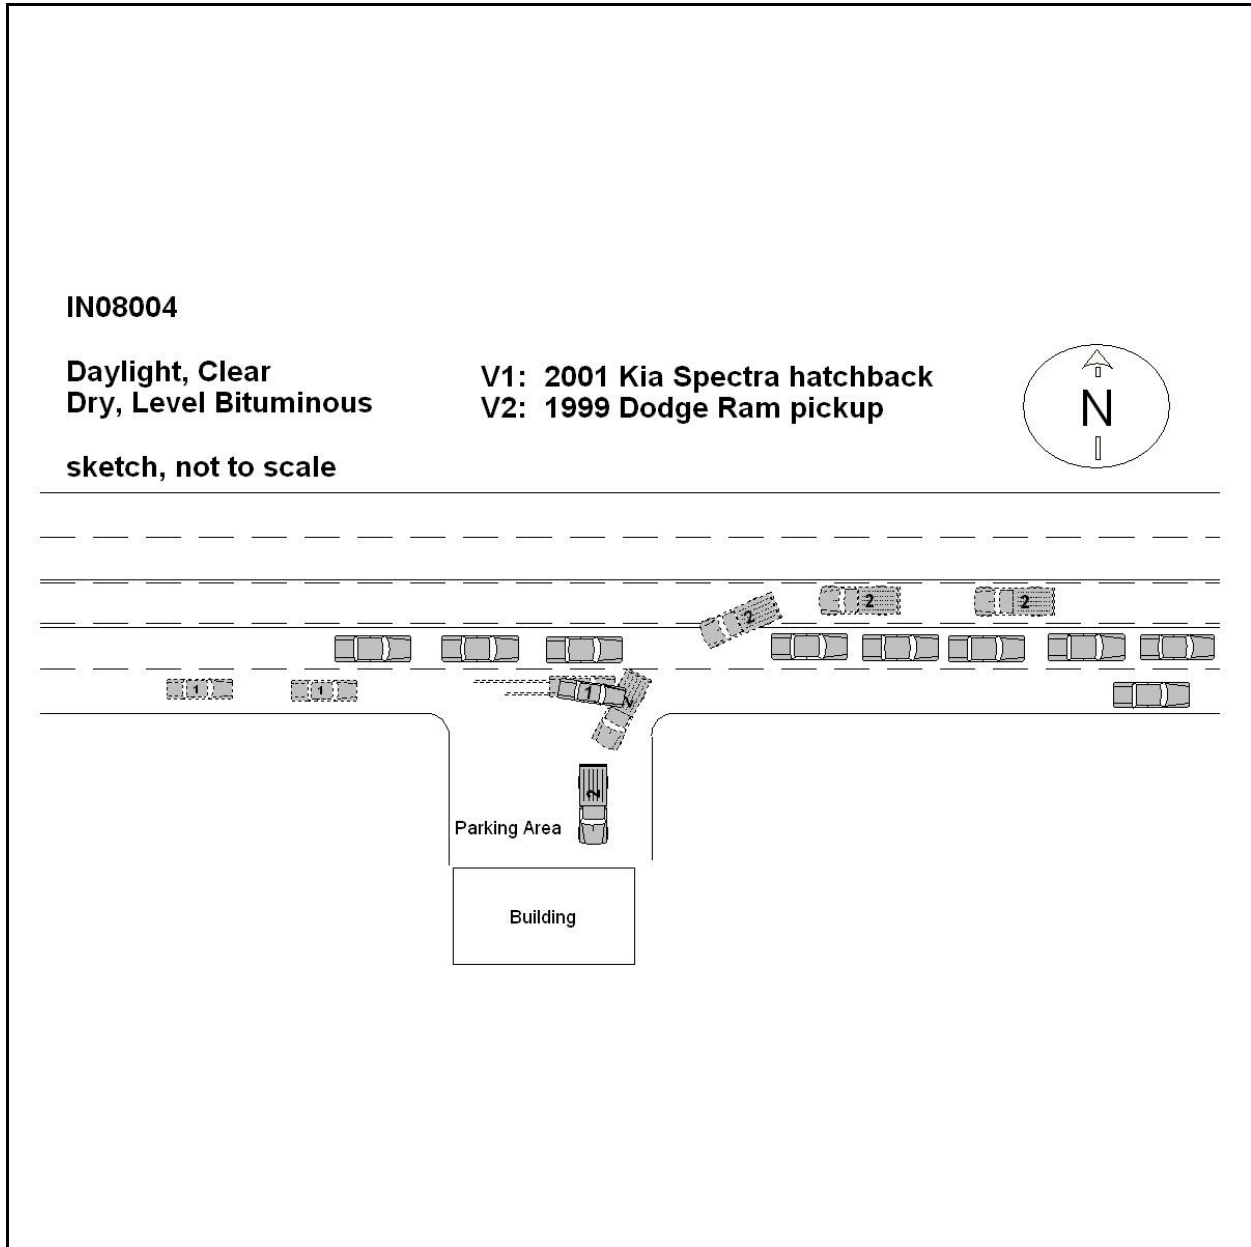 IN08004
Daylight, Clear
Dry, Level Bituminous
V1: 2001 Kia Spectra hatchback
V2: 1999 Dodge Ram pickup
N
sketch, not to scale
2
2
2
1
1
1
2
2
Parking Area
Building